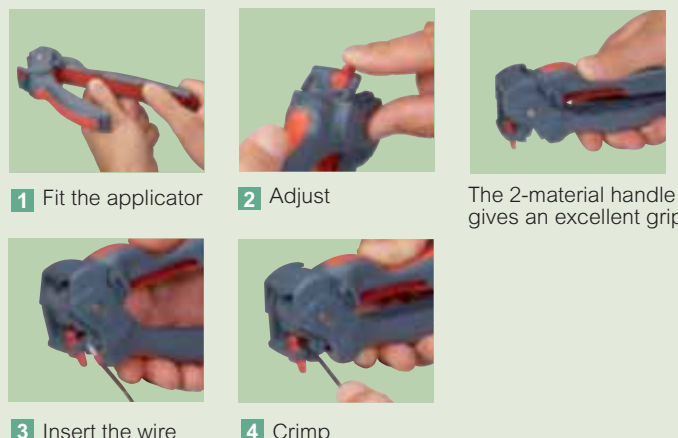 1 Fit the applicator
2 Adjust
The 2-material handle
gives an excellent grip
3 Insert the wire
4 Crimp